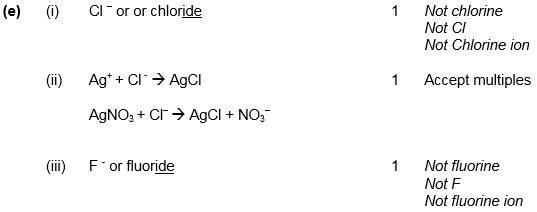 (e) (i) Cl⁻ or or chloride 1 Not chlorine
Not Cl
Not Chlorine ion
(ii) Ag⁺ + Cl⁻ → AgCl 1 Accept multiples
AgNO₃ + Cl⁻ → AgCl + NO₃⁻
(iii) F⁻ or fluoride 1 Not fluorine
Not F
Not fluorine ion